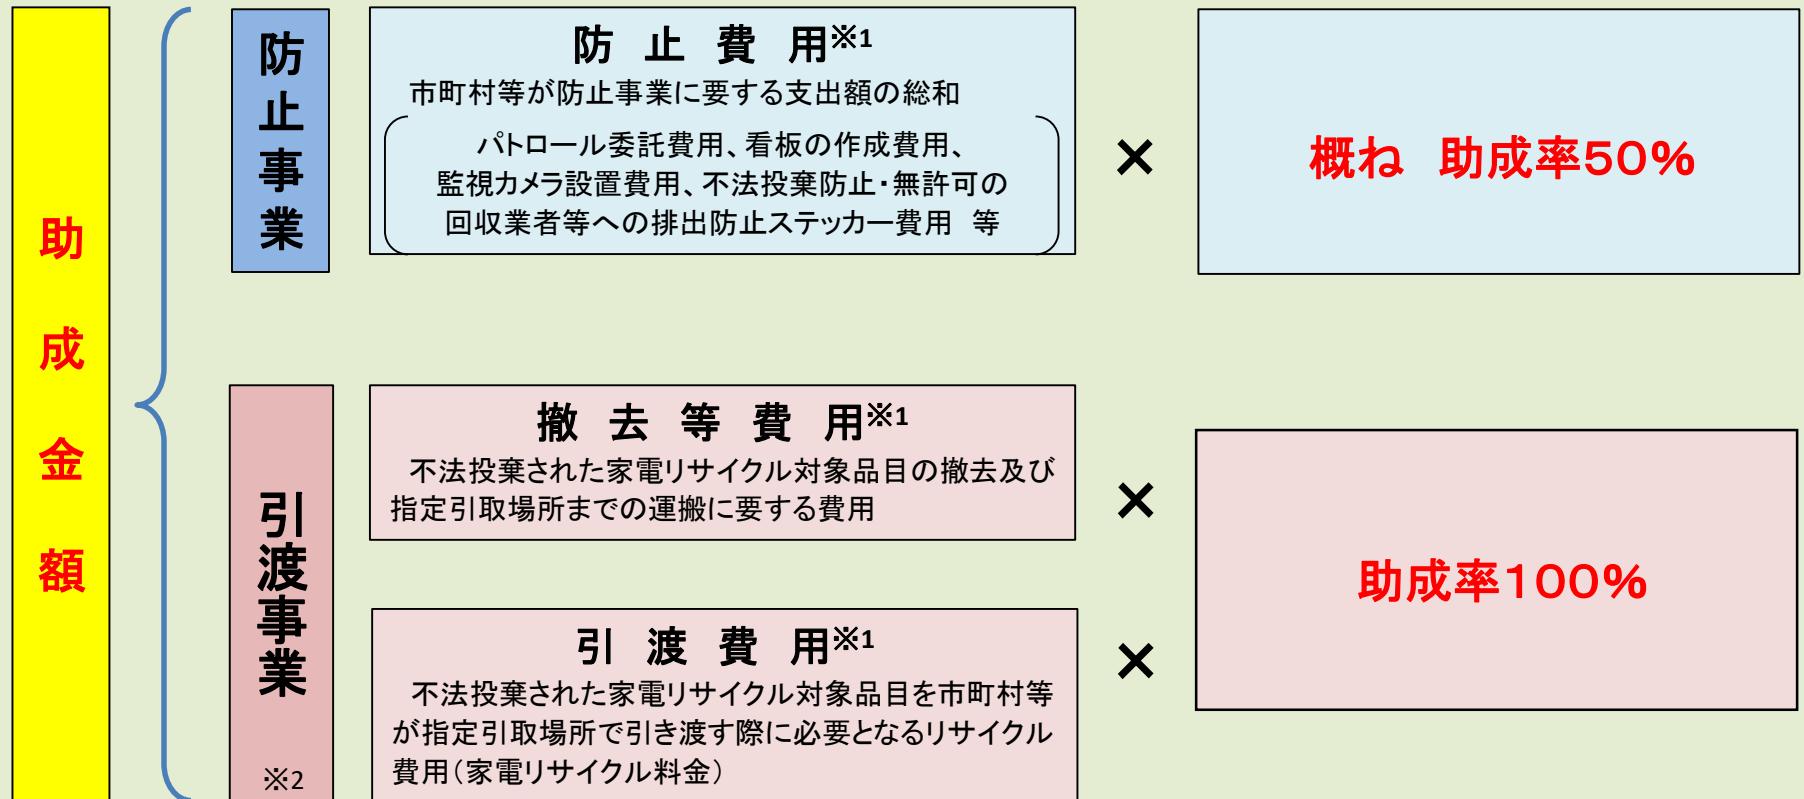 助成金額
防止事業
防止費用※1
市町村等が防止事業に要する支出額の総和
パトロール委託費用、看板の作成費用、
監視カメラ設置費用、不法投棄防止・無許可の
回収業者等への排出防止ステッカー費用 等
×
概ね 助成率50%
引渡事業
※2
撤去等費用※1
不法投棄された家電リサイクル対象品目の撤去及び
指定引取場所までの運搬に要する費用
×
助成率100%
引渡費用※1
不法投棄された家電リサイクル対象品目を市町村等
が指定引取場所で引き渡す際に必要となるリサイクル
費用(家電リサイクル料金)
×